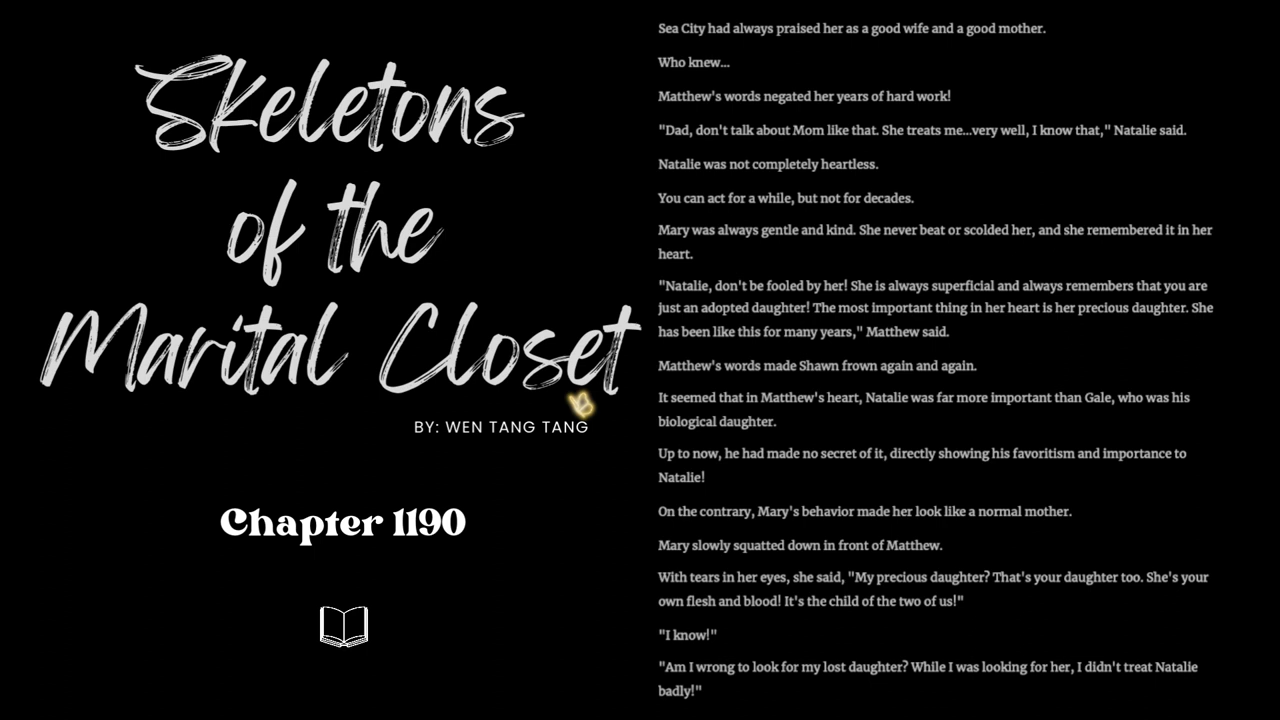 Skeletons
of the
Marital Closet
BY: WEN TANG TANG
Chapter 1190
Sea City had always praised her as a good wife and a good mother.
Who knew...
Matthew's words negated her years of hard work!
"Dad, don't talk about Mom like that. She treats me...very well, I know that," Natalie said.
Natalie was not completely heartless.
You can act for a while, but not for decades.
Mary was always gentle and kind. She never beat or scolded her, and she remembered it in her
heart.
"Natalie, don't be fooled by her! She is always superficial and always remembers that you are
just an adopted daughter! The most important thing in her heart is her precious daughter. She
has been like this for many years," Matthew said.
Matthew's words made Shawn frown again and again.
It seemed that in Matthew's heart, Natalie was far more important than Gale, who was his
biological daughter.
Up to now, he had made no secret of it, directly showing his favoritism and importance to
Natalie!
On the contrary, Mary's behavior made her look like a normal mother.
Mary slowly squatted down in front of Matthew.
With tears in her eyes, she said, "My precious daughter? That's your daughter too. She's your
own flesh and blood! It's the child of the two of us!"
"I know!"
"Am I wrong to look for my lost daughter? While I was looking for her, I didn't treat Natalie
badly!"